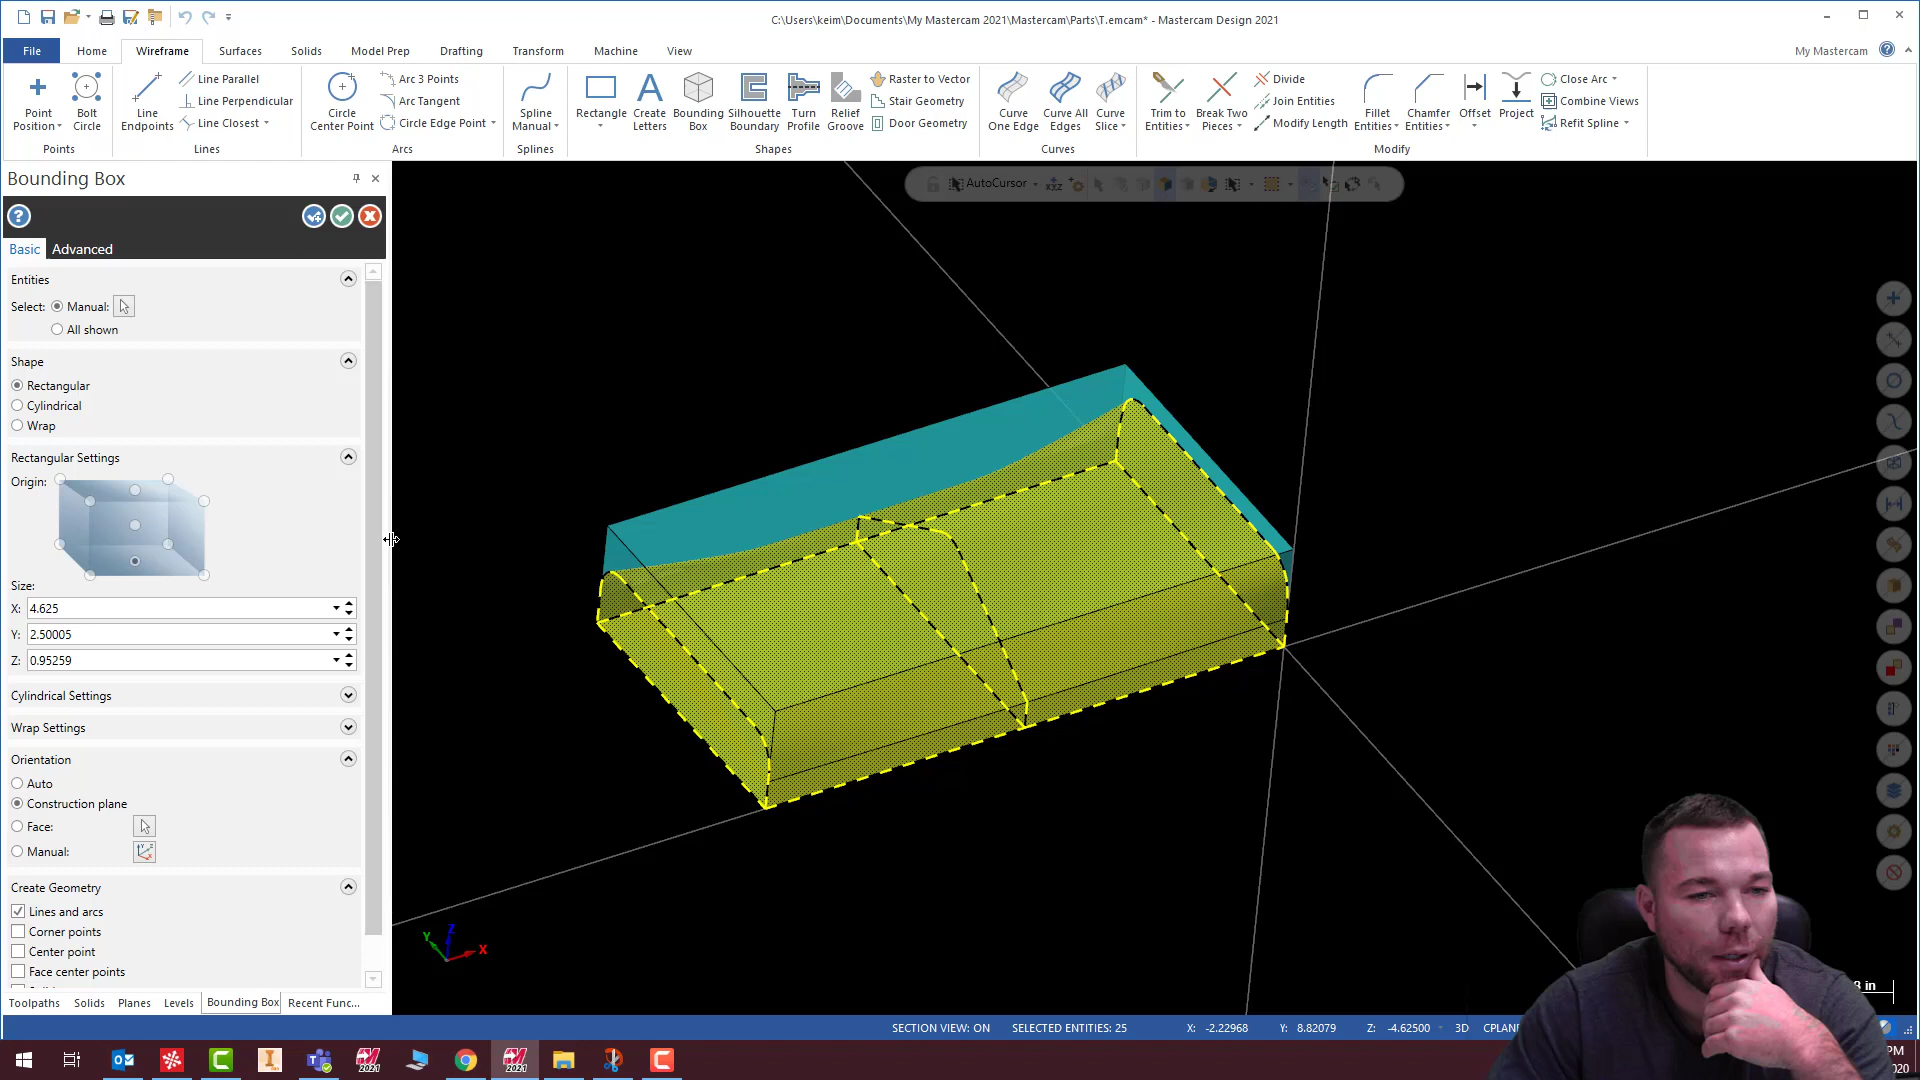 C:\Users\keim\Documents\My Mastercam 2021\Mastercam\Parts\T.emcam* - Mastercam Design 2021
File Home Wireframe Surfaces Solids Model Prep Drafting Transform Machine View My Mastercam
Point Position
Bolt Circle
Points
Line Endpoints
Line Parallel
Line Perpendicular
Line Closest
Lines
Circle Center Point
Arc 3 Points
Arc Tangent
Circle Edge Point
Arcs
Spline Manual
Splines
Rectangle
Create Letters
Bounding Box
Silhouette Boundary
Turn Profile
Relief Groove
Raster to Vector
Stair Geometry
Door Geometry
Shapes
Curve One Edge
Curve All Edges
Curve Slice
Curves
Trim to Entities
Break Two Pieces
Divide
Join Entities
Modify Length
Fillet Entities
Chamfer Entities
Offset
Project
Close Arc
Combine Views
Refit Spline
Modify
Bounding Box
Basic Advanced
Entities
Select: Manual:
All shown
Shape
Rectangular
Cylindrical
Wrap
Rectangular Settings
Origin:
Size:
X: 4.625
Y: 2.50005
Z: 0.95259
Cylindrical Settings
Wrap Settings
Orientation
Auto
Construction plane
Face:
Manual:
Create Geometry
Lines and arcs
Corner points
Center point
Face center points
Toolpaths Solids Planes Levels Bounding Box Recent Func...
AutoCursor
Y Z X
in
SECTION VIEW: ON SELECTED ENTITIES: 25 X: -2.22968 Y: 8.82079 Z: -4.62500 3D CPLAN
2021 2021
PM